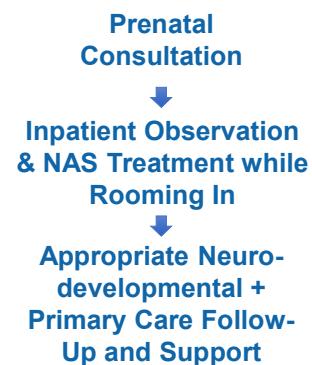 Prenatal
Consultation
Inpatient Observation
& NAS Treatment while
Rooming In
Appropriate Neuro-
developmental +
Primary Care Follow-
Up and Support